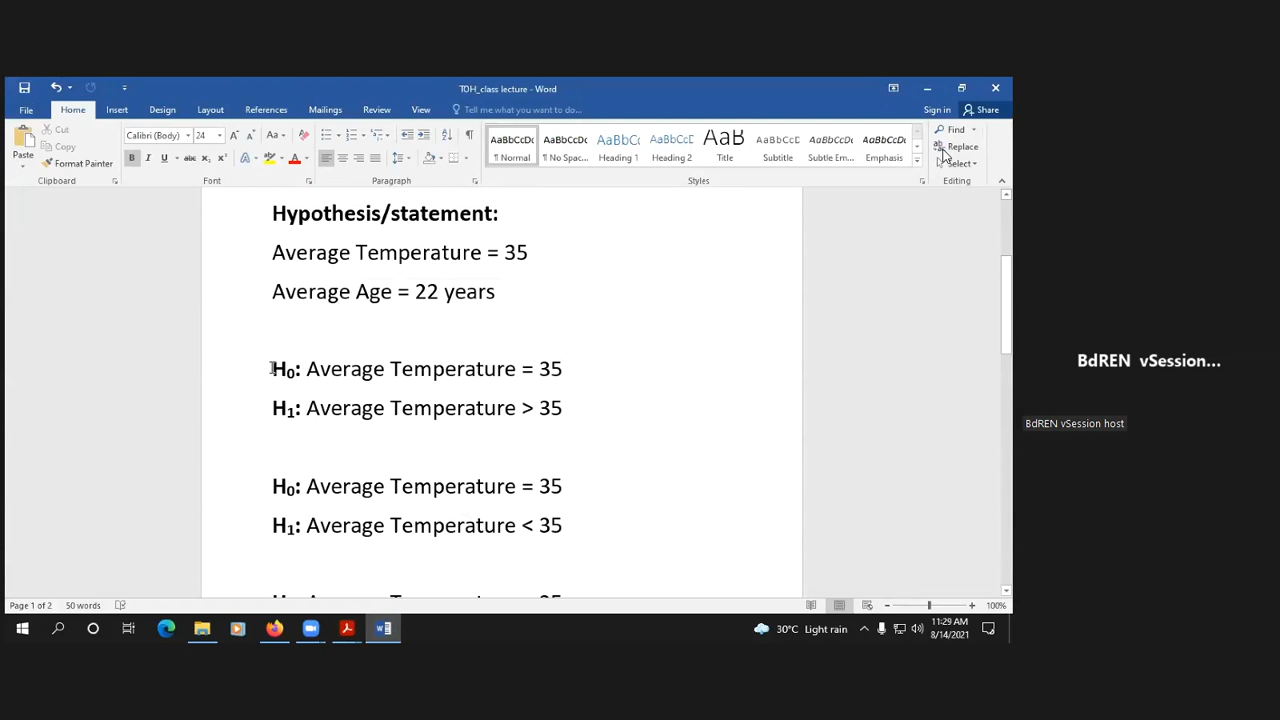 TOH_class lecture - Word
File Home Insert Design Layout References Mailings Review View Tell me what you want to do... Sign in Share
Paste
Cut
Copy
Format Painter
Clipboard
Calibri (Body) 24
Font
Paragraph
AaBbCcDc AaBbCcDc AaBbCc AaBbCcE AaB AaBbCcD AaBbCcDt AaBbCcDt
¶ Normal ¶ No Spac... Heading 1 Heading 2 Title Subtitle Subtle Em... Emphasis
Styles
Find
Replace
Select
Editing
Hypothesis/statement:
Average Temperature = 35
Average Age = 22 years
H₀: Average Temperature = 35
H₁: Average Temperature > 35
H₀: Average Temperature = 35
H₁: Average Temperature < 35
Page 1 of 2 50 words
100%
30°C Light rain
11:29 AM
8/14/2021
BdREN vSession...
BdREN vSession host